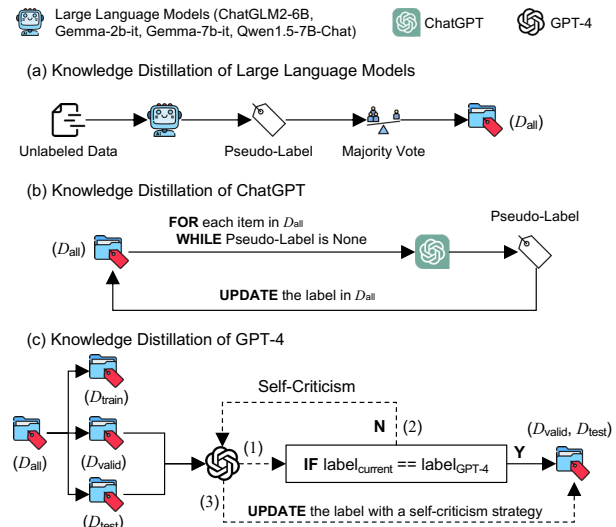 Large Language Models (ChatGLM2-6B,
Gemma-2b-it, Gemma-7b-it, Qwen1.5-7B-Chat)
ChatGPT
GPT-4
(a) Knowledge Distillation of Large Language Models
(Dall)
Unlabeled Data
Pseudo-Label
Majority Vote
(b) Knowledge Distillation of ChatGPT
Pseudo-Label
FOR each item in Dall
WHILE Pseudo-Label is None
(Dall)
UPDATE the label in Dall
(c) Knowledge Distillation of GPT-4
Self-Criticism
(Dtrain)
N
(2)
(Dvalid, Dtest)
(Dall)
(Dvalid)
(1)
IF labelcurrent == labelGPT-4
Y
(3)
UPDATE the label with a self-criticism strategy
(Dtest)